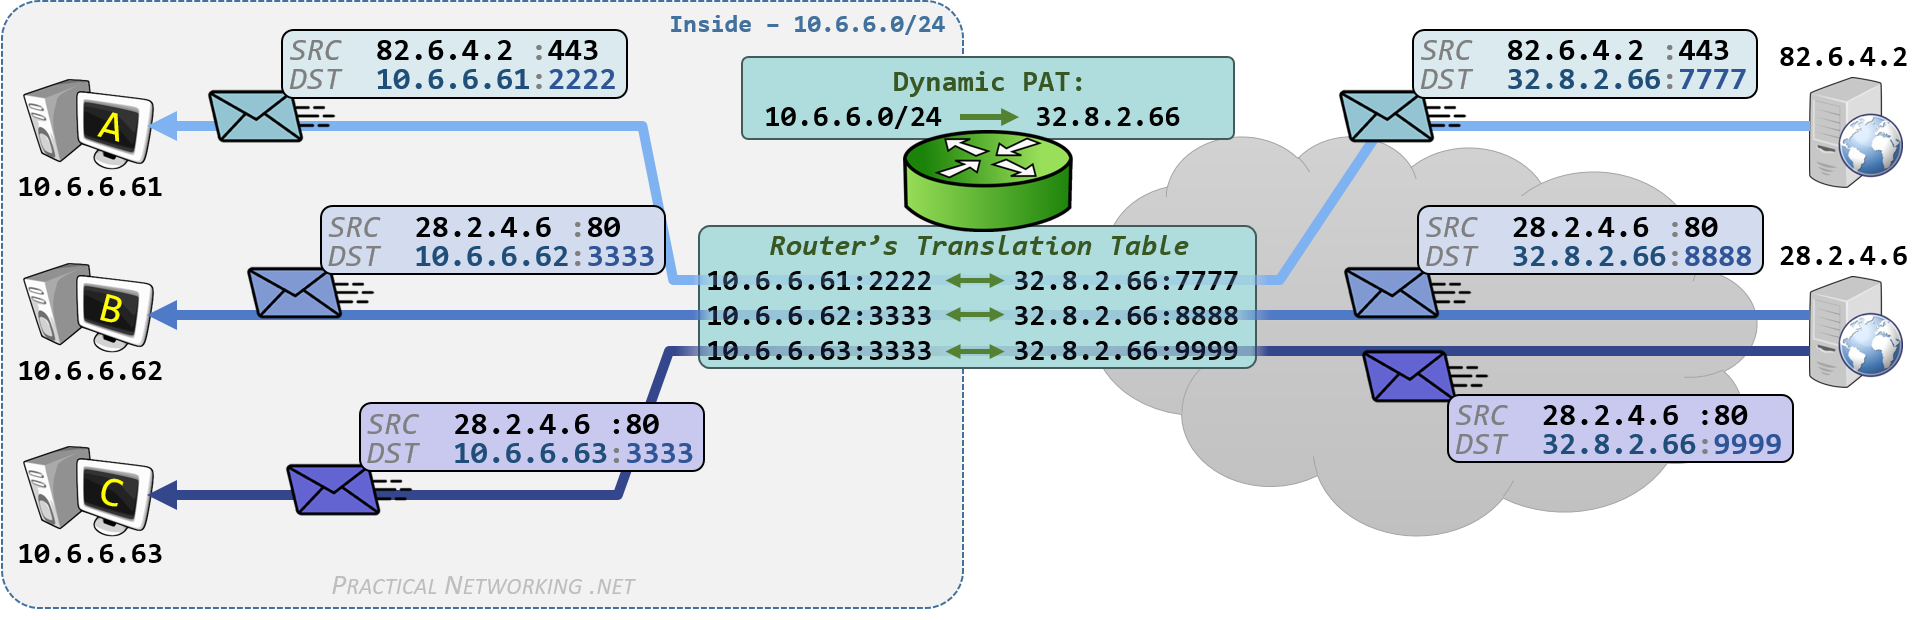 Inside – 10.6.6.0/24
SRC 82.6.4.2 :443
DST 10.6.6.61:2222
A
10.6.6.61
Dynamic PAT:
10.6.6.0/24 32.8.2.66
SRC 82.6.4.2 :443
DST 32.8.2.66:7777
82.6.4.2
SRC 28.2.4.6 :80
DST 10.6.6.62:3333
B
10.6.6.62
Router’s Translation Table
10.6.6.61:2222 32.8.2.66:7777
10.6.6.62:3333 32.8.2.66:8888
10.6.6.63:3333 32.8.2.66:9999
SRC 28.2.4.6 :80
DST 32.8.2.66:8888
28.2.4.6
SRC 28.2.4.6 :80
DST 10.6.6.63:3333
C
10.6.6.63
SRC 28.2.4.6 :80
DST 32.8.2.66:9999
PRACTICAL NETWORKING .NET